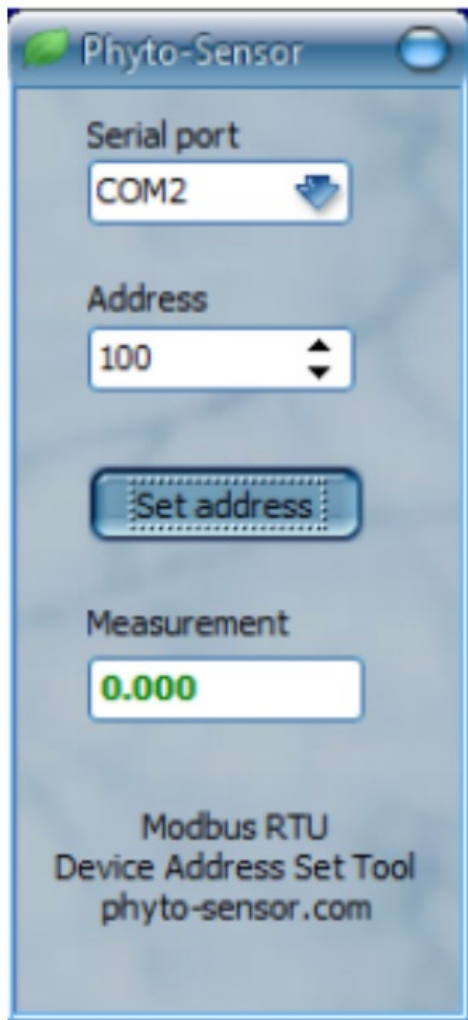 Phyto-Sensor
Serial port
COM2
Address
100
Set address
Measurement
0.000
Modbus RTU
Device Address Set Tool
phyto-sensor.com